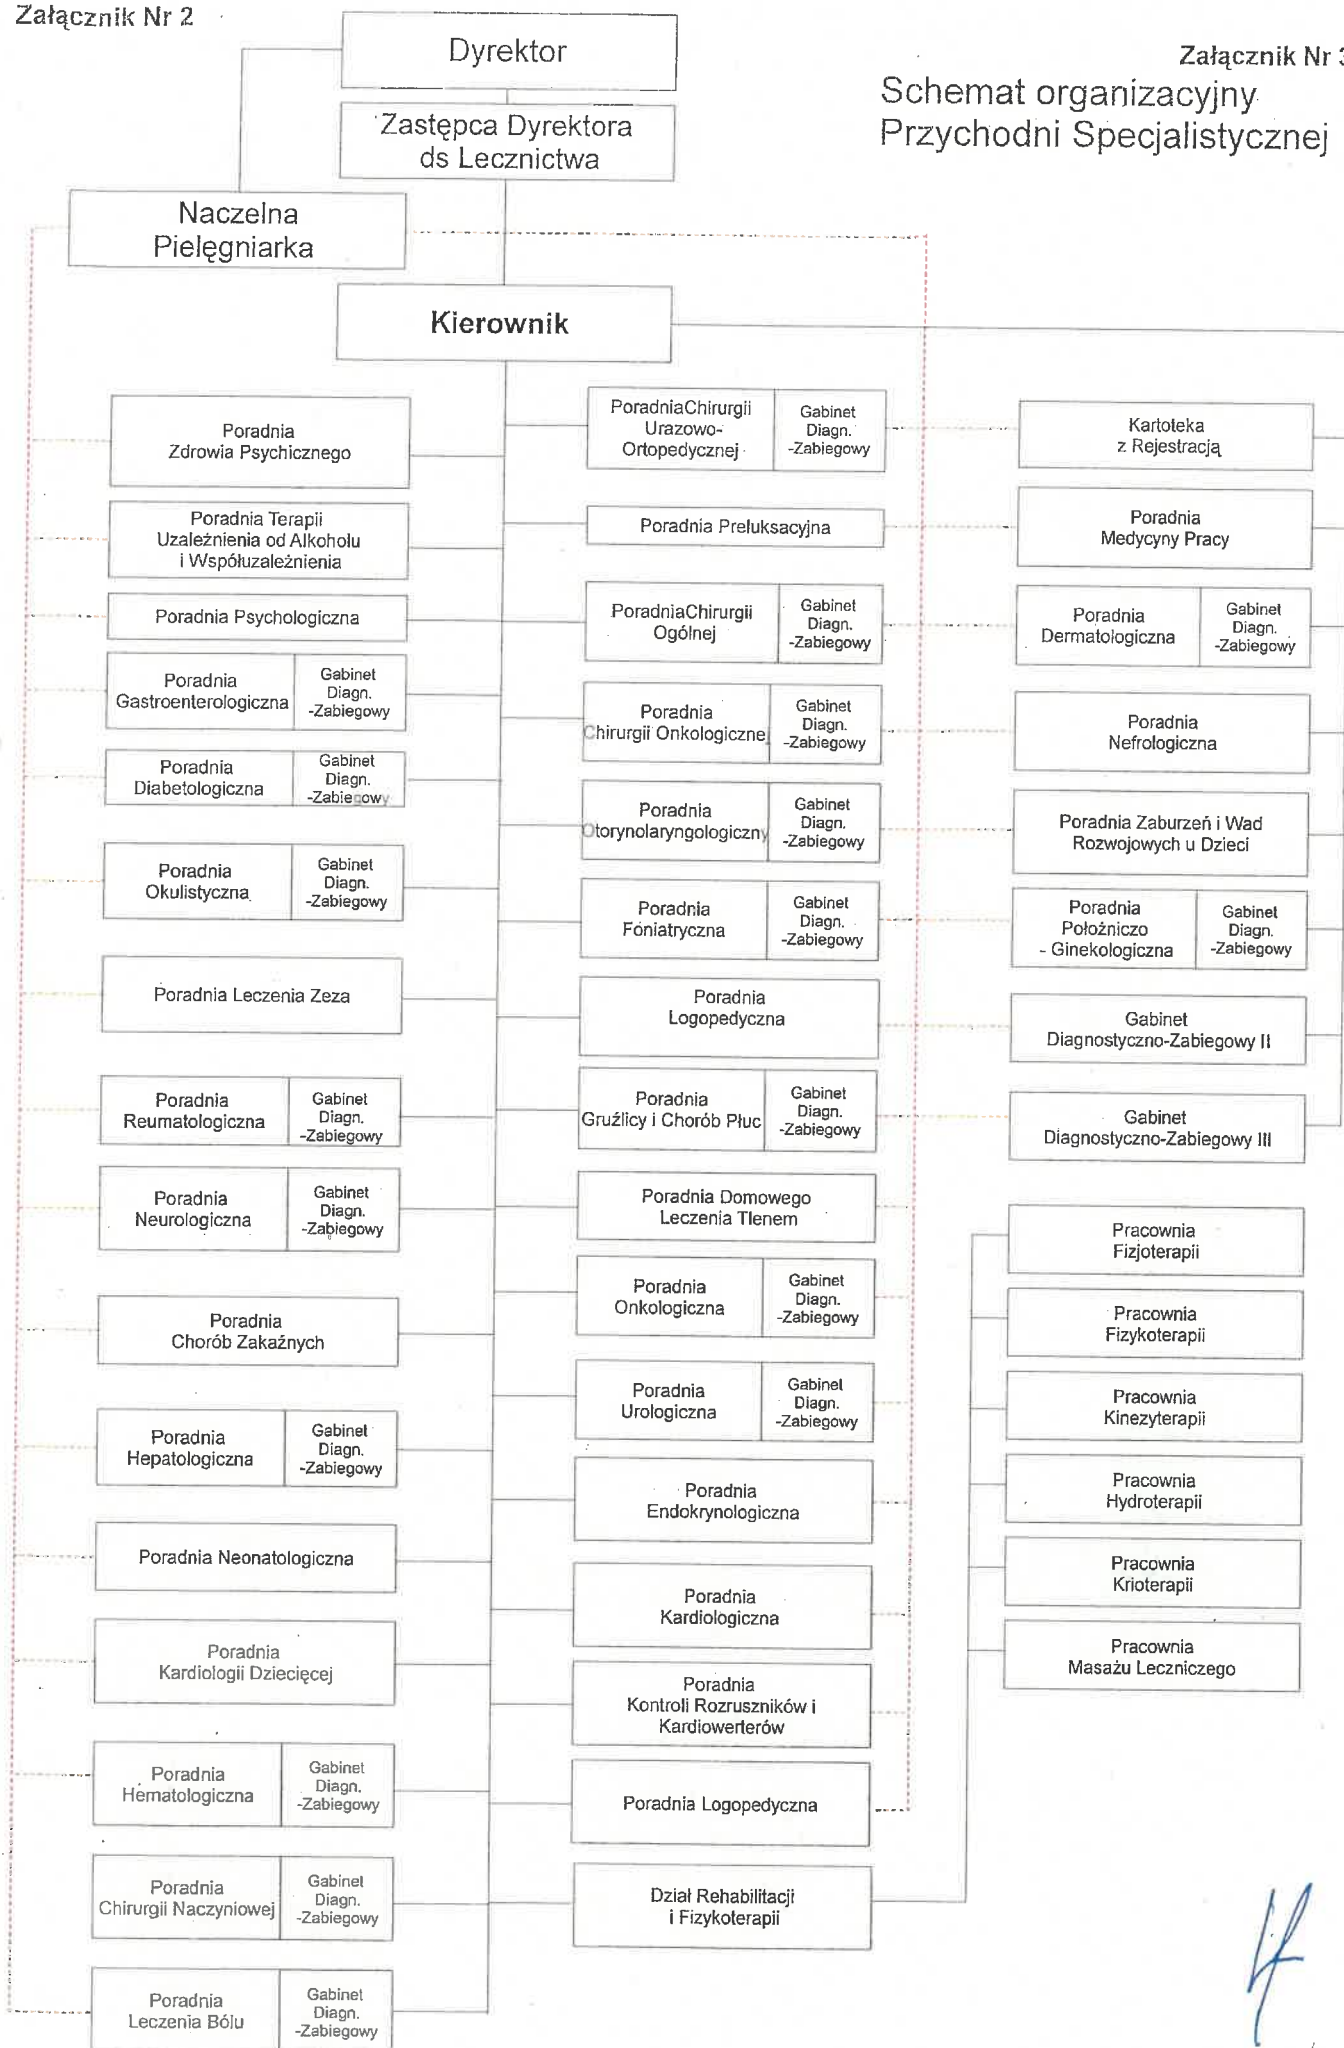 Załącznik Nr 2
Dyrektor
Załącznik Nr 3
Schemat organizacyjny
Przychodni Specjalistycznej
Zastępca Dyrektora
ds Lecznictwa
Naczelna
Pielęgniarka
Kierownik
Poradnia
Zdrowia Psychicznego
Poradnia Terapii
Uzależnienia od Alkoholu
i Współuzależnienia
Poradnia Psychologiczna
Poradnia
Gastroenterologiczna
Gabinet
Diagn.
-Zabiegowy
Poradnia
Diabetologiczna
Gabinet
Diagn.
-Zabiegowy
Poradnia
Okulistyczna
Gabinet
Diagn.
-Zabiegowy
Poradnia Leczenia Zeza
Poradnia
Reumatologiczna
Gabinet
Diagn.
-Zabiegowy
Poradnia
Neurologiczna
Gabinet
Diagn.
-Zabiegowy
Poradnia
Chorób Zakaźnych
Poradnia
Hepatologiczna
Gabinet
Diagn.
-Zabiegowy
Poradnia Neonatologiczna
Poradnia
Kardiologii Dziecięcej
Poradnia
Hematologiczna
Gabinet
Diagn.
-Zabiegowy
Poradnia
Chirurgii Naczyniowej
Gabinet
Diagn.
-Zabiegowy
Poradnia
Leczenia Bólu
Gabinet
Diagn.
-Zabiegowy
PoradniaChirurgii
Urazowo-
Ortopedycznej
Gabinet
Diagn.
-Zabiegowy
Poradnia Preluksacyjna
PoradniaChirurgii
Ogólnej
Gabinet
Diagn.
-Zabiegowy
Poradnia
Chirurgii Onkologicznej
Gabinet
Diagn.
-Zabiegowy
Poradnia
Otorynolaryngologiczny
Gabinet
Diagn.
-Zabiegowy
Poradnia
Foniatryczna
Gabinet
Diagn.
-Zabiegowy
Poradnia
Logopedyczna
Poradnia
Gruźlicy i Chorób Płuc
Gabinet
Diagn.
-Zabiegowy
Poradnia Domowego
Leczenia Tlenem
Poradnia
Onkologiczna
Gabinet
Diagn.
-Zabiegowy
Poradnia
Urologiczna
Gabinet
Diagn.
-Zabiegowy
Poradnia
Endokrynologiczna
Poradnia
Kardiologiczna
Poradnia
Kontroli Rozruszników i
Kardiowerterów
Poradnia Logopedyczna
Dział Rehabilitacji
i Fizykoterapii
Kartoteka
z Rejestracją
Poradnia
Medycyny Pracy
Poradnia
Dermatologiczna
Gabinet
Diagn.
-Zabiegowy
Poradnia
Nefrologiczna
Poradnia Zaburzeń i Wad
Rozwojowych u Dzieci
Poradnia
Położniczo
- Ginekologiczna
Gabinet
Diagn.
-Zabiegowy
Gabinet
Diagnostyczno-Zabiegowy II
Gabinet
Diagnostyczno-Zabiegowy III
Pracownia
Fizjoterapii
Pracownia
Fizykoterapii
Pracownia
Kinezyterapii
Pracownia
Hydroterapii
Pracownia
Krioterapii
Pracownia
Masażu Leczniczego